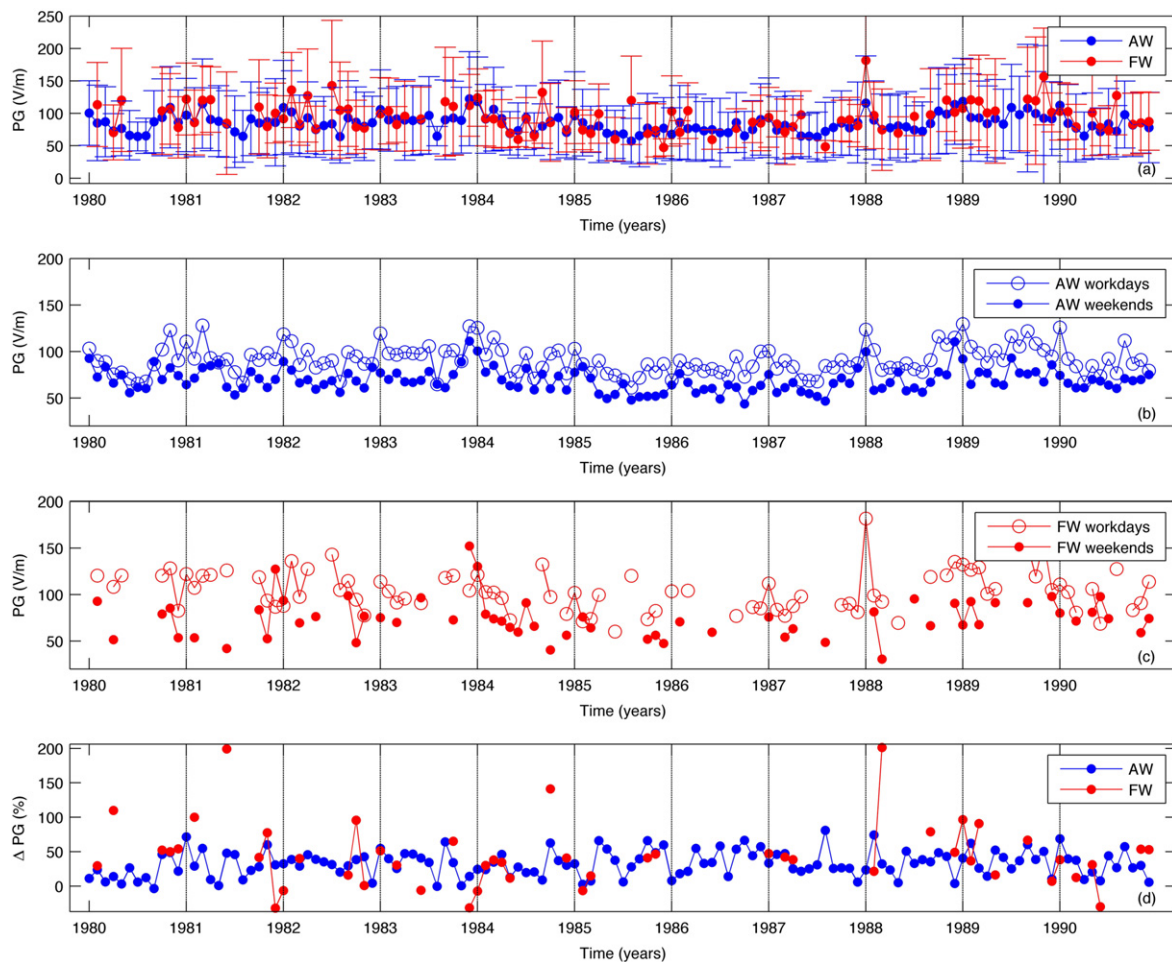 250
200
150
100
50
0
PG (V/m)
AW
FW
(a)
1980 1981 1982 1983 1984 1985 1986 1987 1988 1989 1990
Time (years)
200
150
100
50
PG (V/m)
AW workdays
AW weekends
(b)
1980 1981 1982 1983 1984 1985 1986 1987 1988 1989 1990
Time (years)
200
150
100
50
PG (V/m)
FW workdays
FW weekends
(c)
1980 1981 1982 1983 1984 1985 1986 1987 1988 1989 1990
Time (years)
200
150
100
50
0
Δ PG (%)
AW
FW
(d)
1980 1981 1982 1983 1984 1985 1986 1987 1988 1989 1990
Time (years)